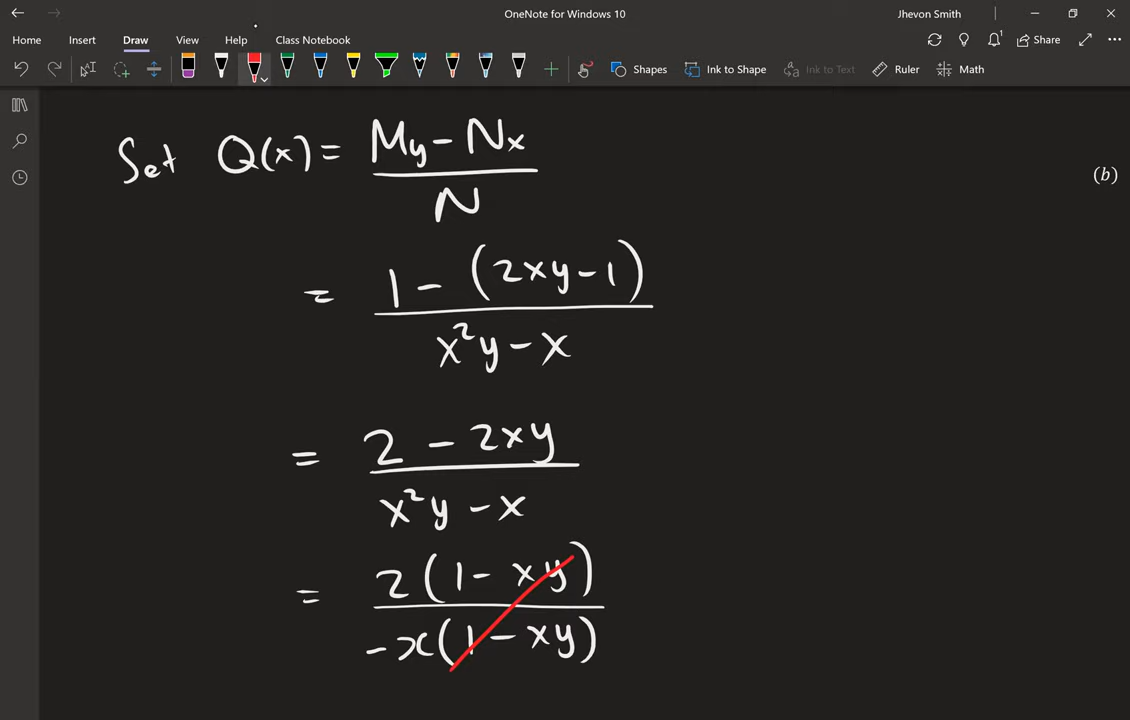 OneNote for Windows 10
Jhevon Smith
Home Insert Draw View Help Class Notebook
Share
Shapes Ink to Shape Ink to Text Ruler Math
Set Q(x) = My - Nx
N
= 1 - (2xy - 1)
x²y - x
= 2 - 2xy
x²y - x
= 2(1 - xy)
-x(1 - xy)
(b)